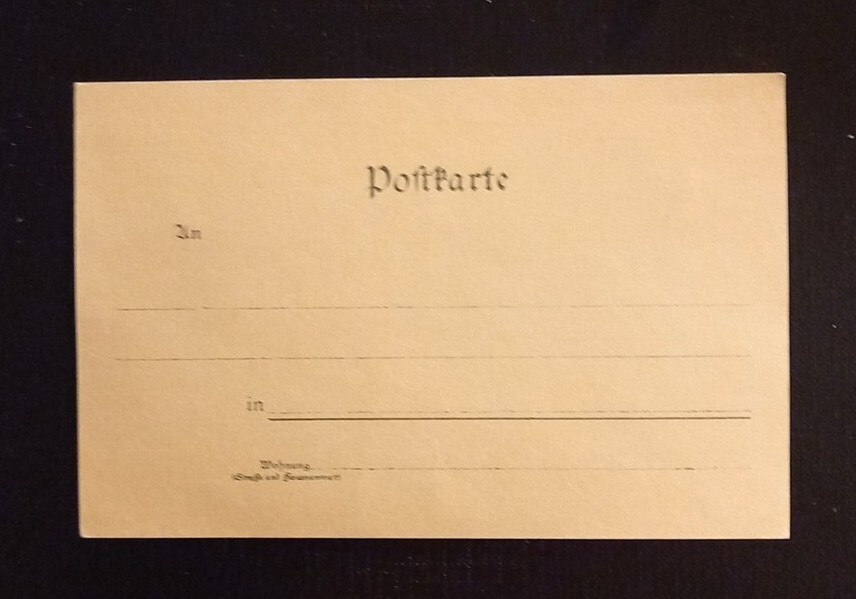 Postkarte
An
in
Wohnung
(Straße und Hausnummer)